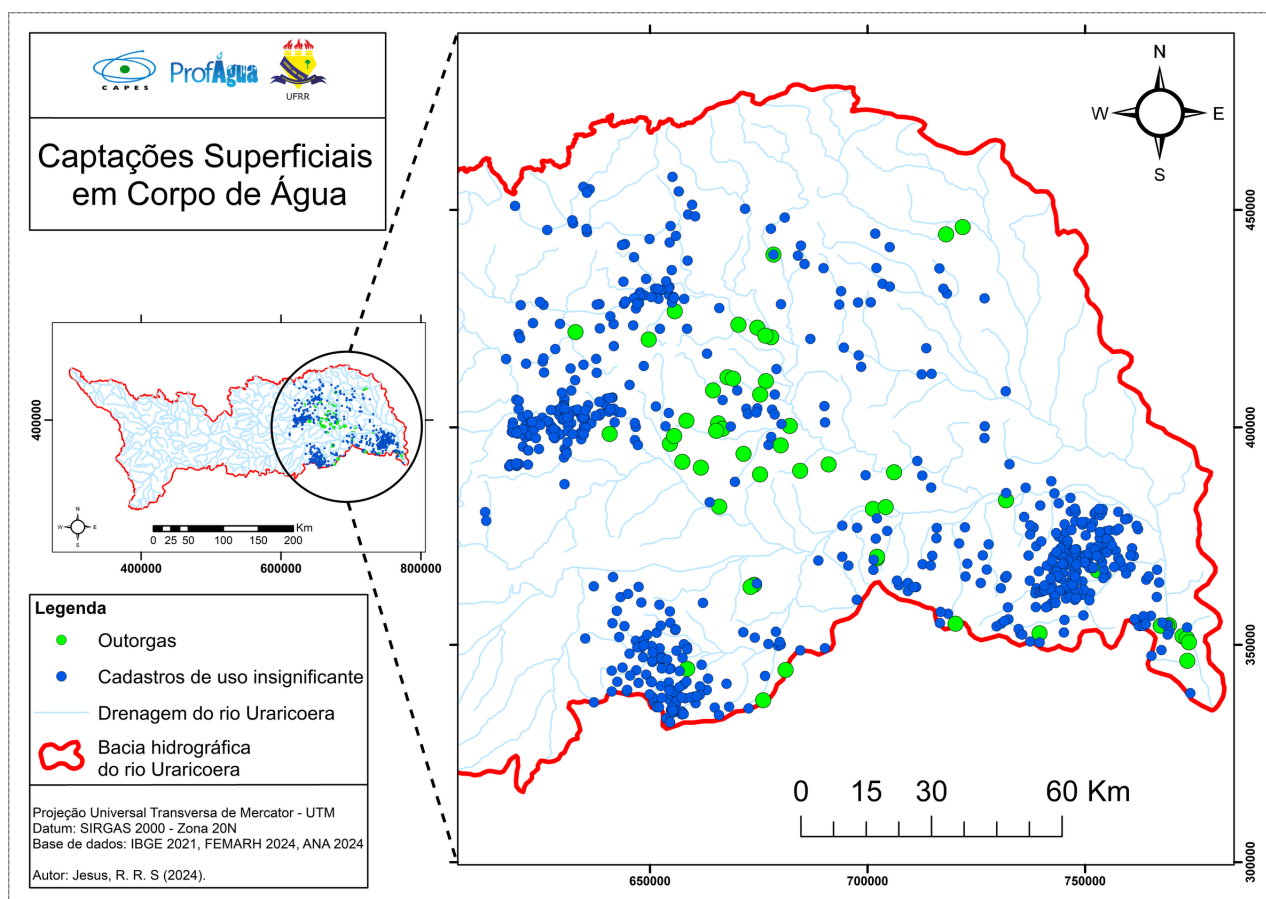 CAPES
ProfÁgua
UFRR
Captações Superficiais
em Corpo de Água
400000
600000
800000
400000
N
W
E
S
0 25 50 100 150 200 Km
400000
600000
800000
Legenda
Outorgas
Cadastros de uso insignificante
Drenagem do rio Uraricoera
Bacia hidrográfica
do rio Uraricoera
Projeção Universal Transversa de Mercator - UTM
Datum: SIRGAS 2000 - Zona 20N
Base de dados: IBGE 2021, FEMARH 2024, ANA 2024
Autor: Jesus, R. R. S (2024).
N
W
E
S
450000
400000
350000
300000
0 15 30 60 Km
650000
700000
750000